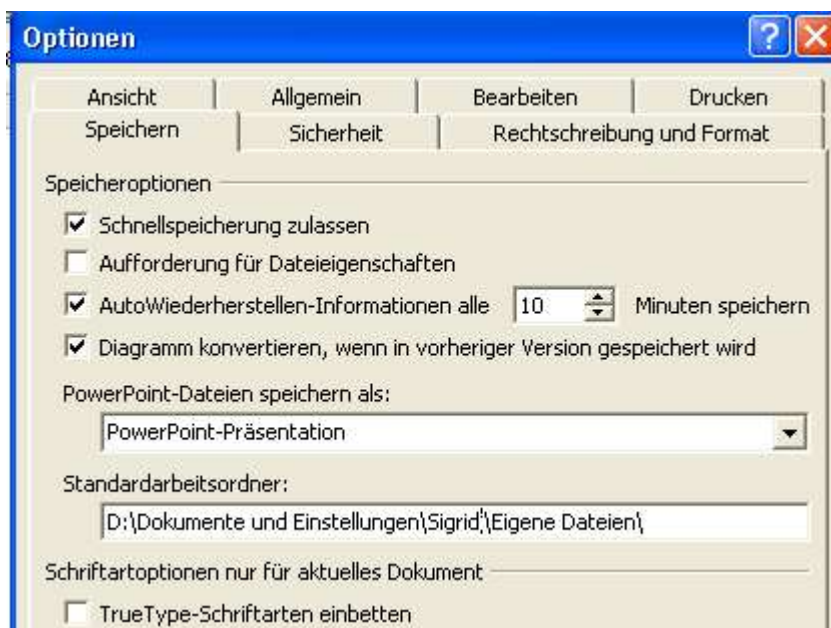 Optionen
Ansicht Allgemein Bearbeiten Drucken
Speichern Sicherheit Rechtschreibung und Format
Speicheroptionen
Schnellspeicherung zulassen
Aufforderung für Dateieigenschaften
AutoWiederherstellen-Informationen alle 10 Minuten speichern
Diagramm konvertieren, wenn in vorheriger Version gespeichert wird
PowerPoint-Dateien speichern als:
PowerPoint-Präsentation
Standardarbeitsordner:
D:\Dokumente und Einstellungen\Sigrid\Eigene Dateien\
Schriftartoptionen nur für aktuelles Dokument
TrueType-Schriftarten einbetten